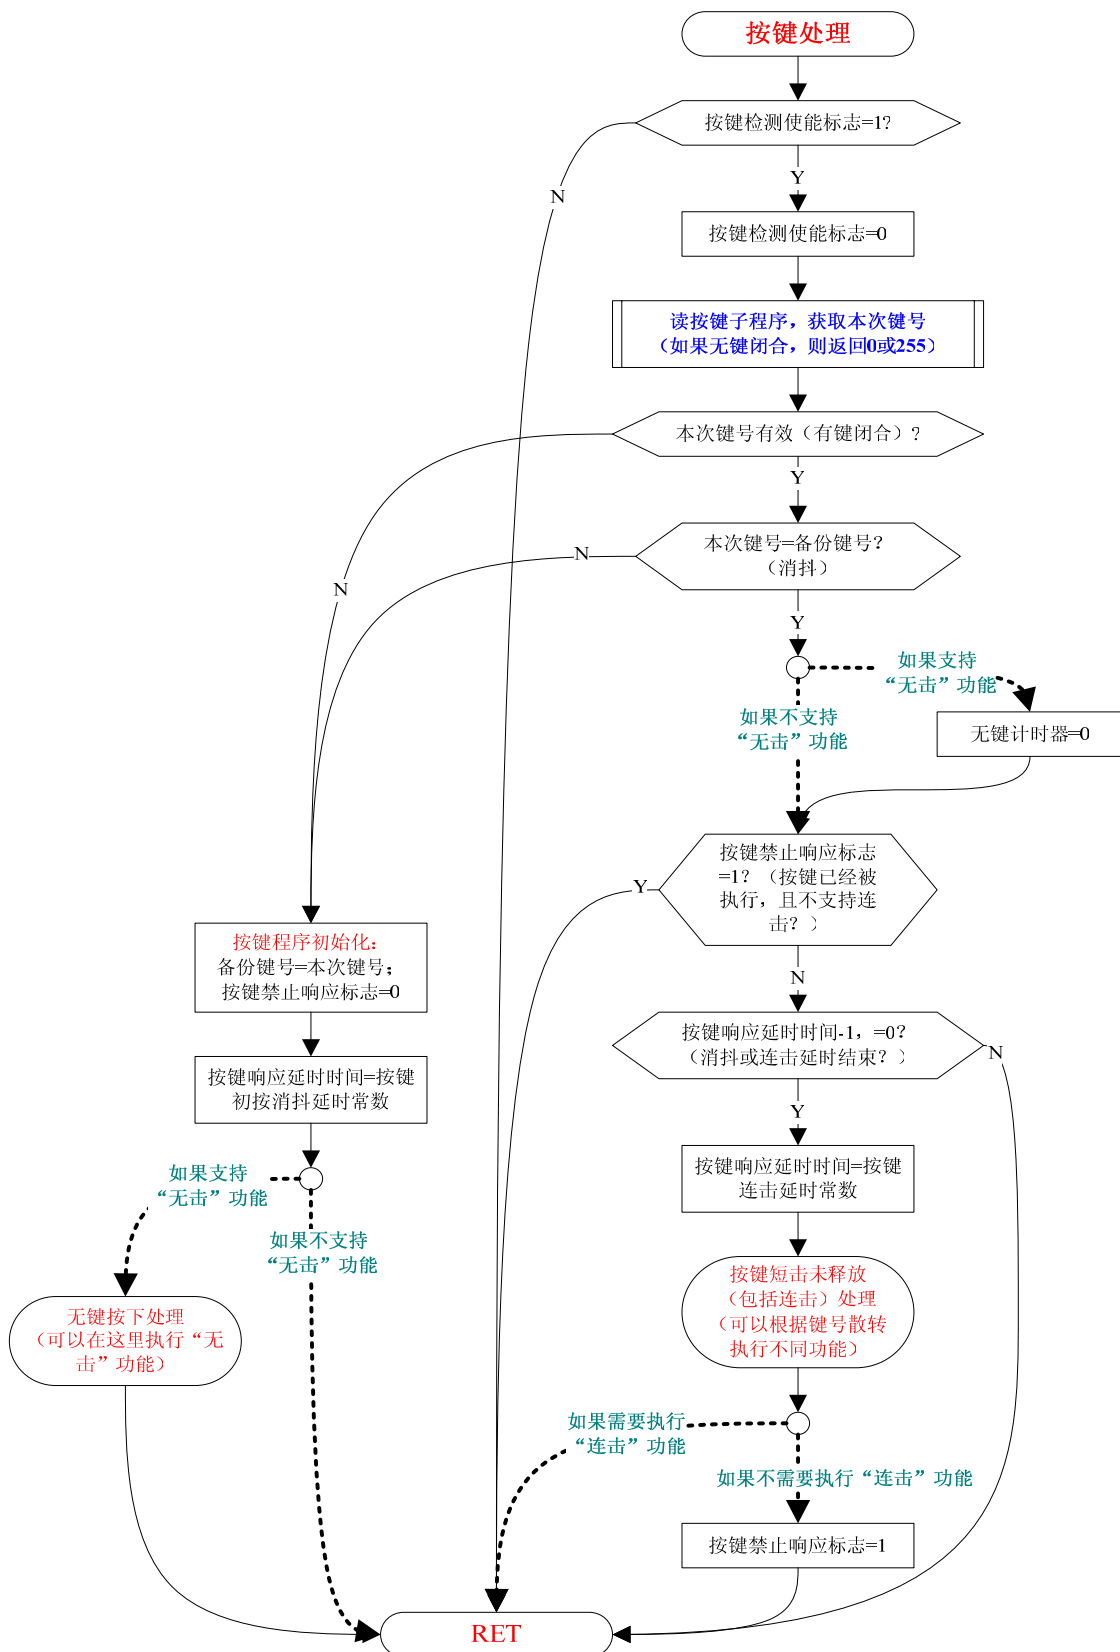 按键处理
按键检测使能标志=1?
N
Y
按键检测使能标志=0
读按键子程序，获取本次键号
（如果无键闭合，则返回0或255）
本次键号有效（有键闭合）?
Y
本次键号=备份键号?
（消抖）
N
N
Y
如果支持
“无击”功能
如果不支持
“无击”功能
无键计时器=0
按键禁止响应标志
=1? （按键已经被
执行，且不支持连
击? ）
Y
N
按键程序初始化:
备份键号=本次键号;
按键禁止响应标志=0
按键响应延时时间-1, =0?
（消抖或连击延时结束? ）
N
Y
按键响应延时时间=按键
初按消抖延时常数
按键响应延时时间=按键
连击延时常数
如果支持
“无击”功能
如果不支持
“无击”功能
按键短击未释放
（包括连击）处理
（可以根据键号散转
执行不同功能）
无键按下处理
（可以在这里执行“无
击”功能）
如果需要执行
“连击”功能
如果不需要执行“连击”功能
按键禁止响应标志=1
RET